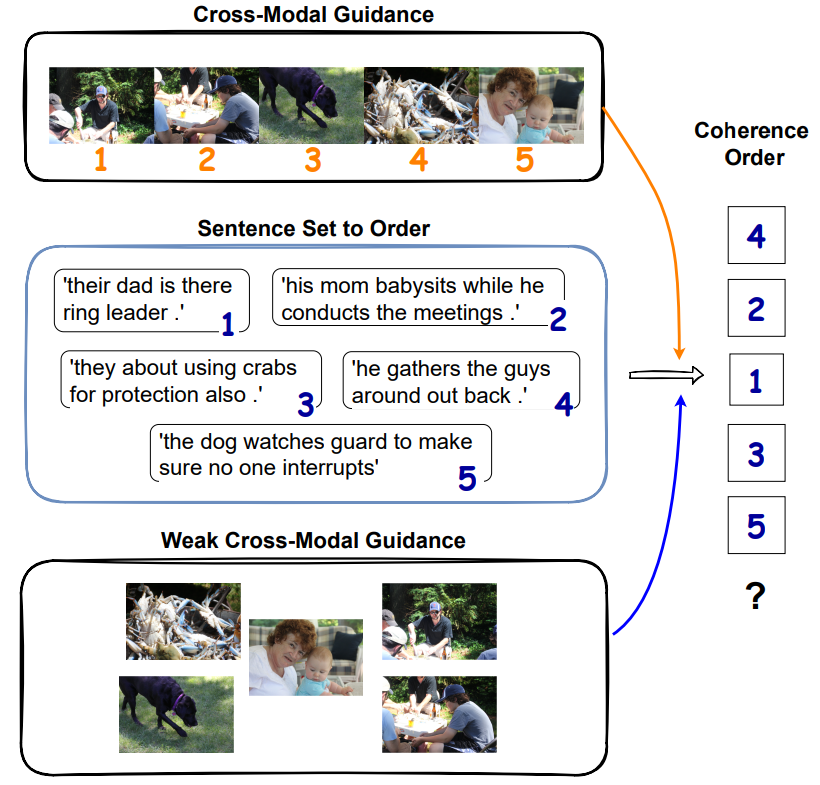 Cross-Modal Guidance
1 2 3 4 5
Coherence
Order
4
2
1
3
5
?
Sentence Set to Order
'their dad is there
ring leader .'
1
'his mom babysits while he
conducts the meetings .'
2
'they about using crabs
for protection also .'
3
'he gathers the guys
around out back .'
4
'the dog watches guard to make
sure no one interrupts'
5
Weak Cross-Modal Guidance